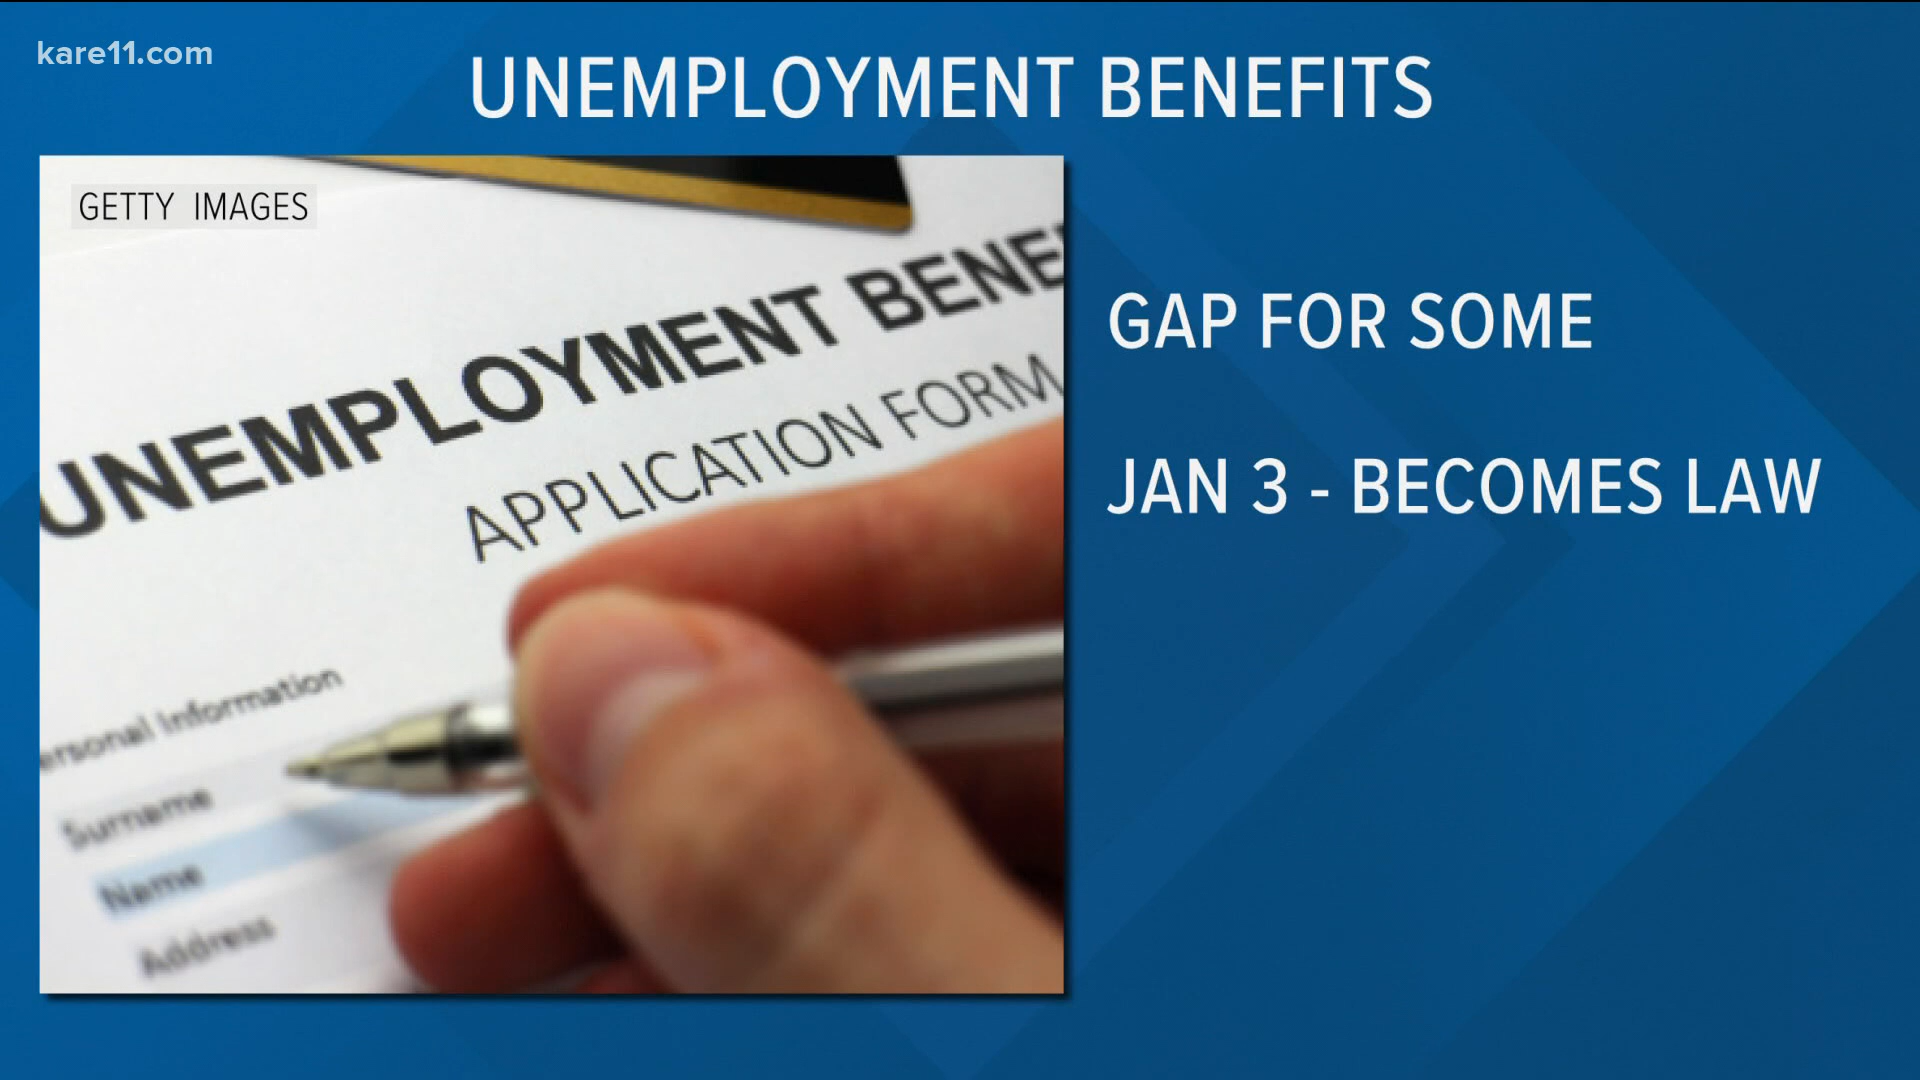 kare11.com
UNEMPLOYMENT BENEFITS
GETTY IMAGES
UNEMPLOYMENT BENE
APPLICATION FORM
ersonal Information
Surname
Name
Address
GAP FOR SOME
JAN 3 - BECOMES LAW